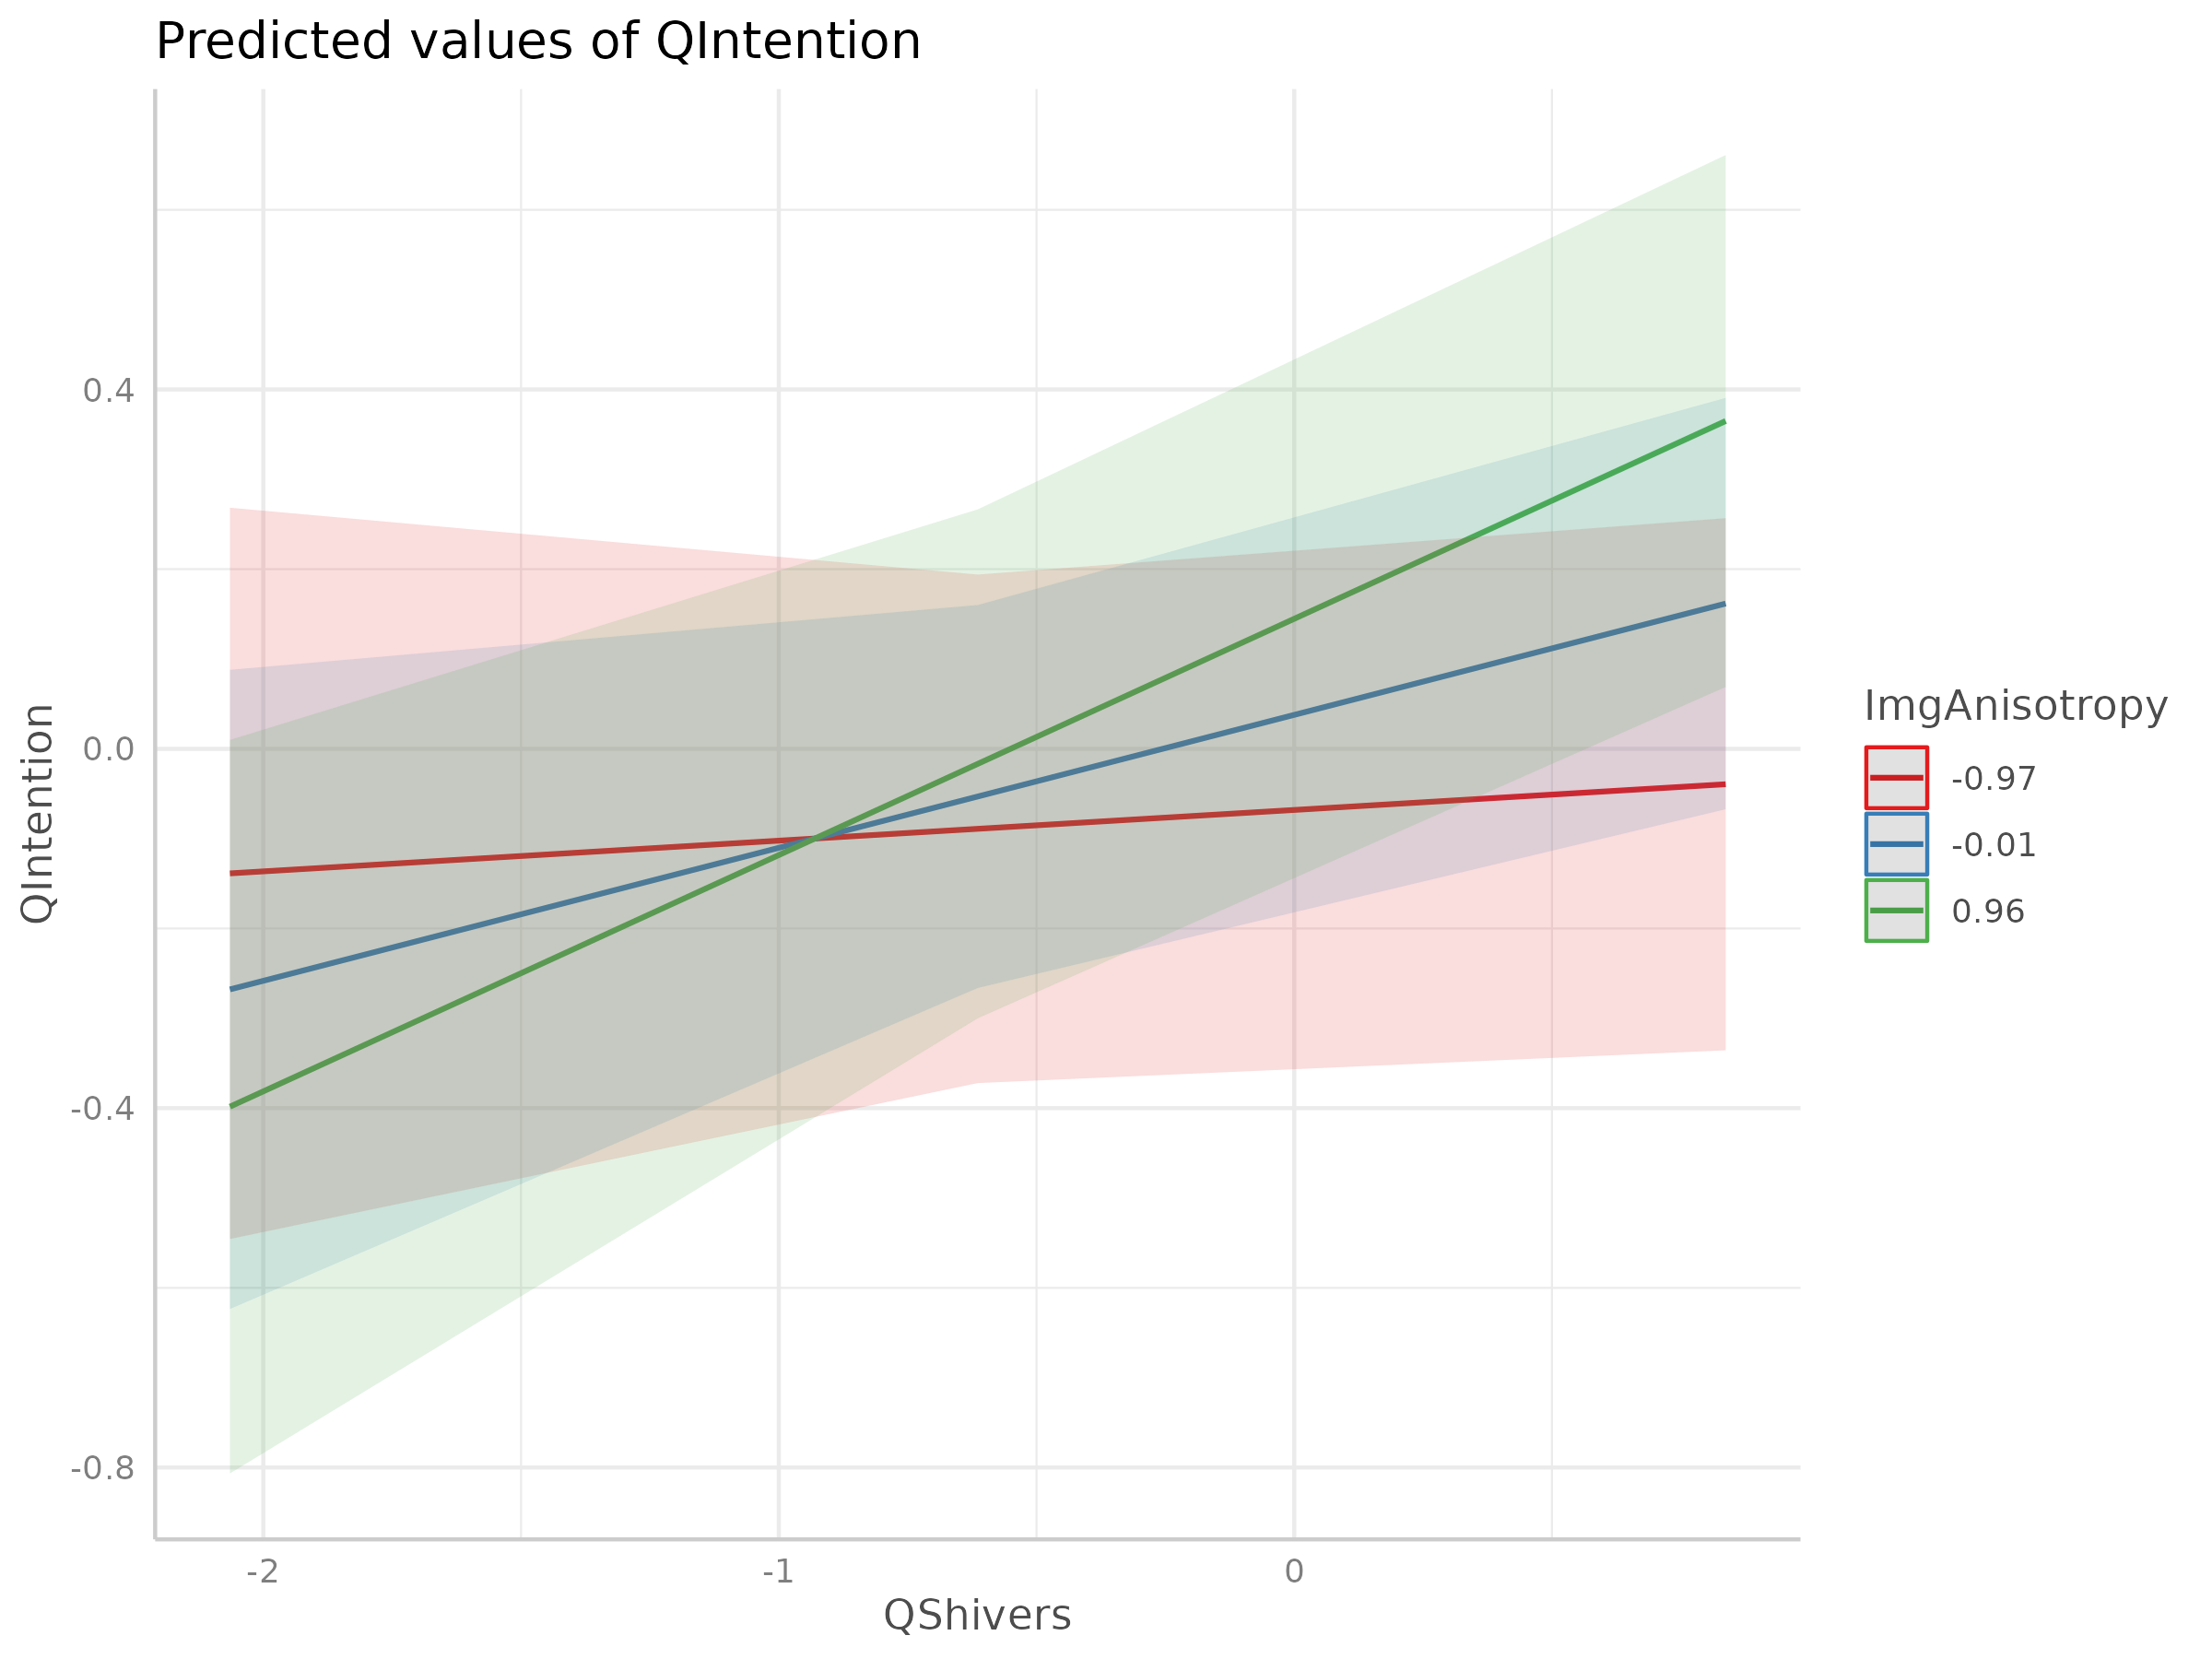 Predicted values of QIntention
QIntention
0.4
0.0
-0.4
-0.8
-2
-1
0
QShivers
ImgAnisotropy
-0.97
-0.01
0.96